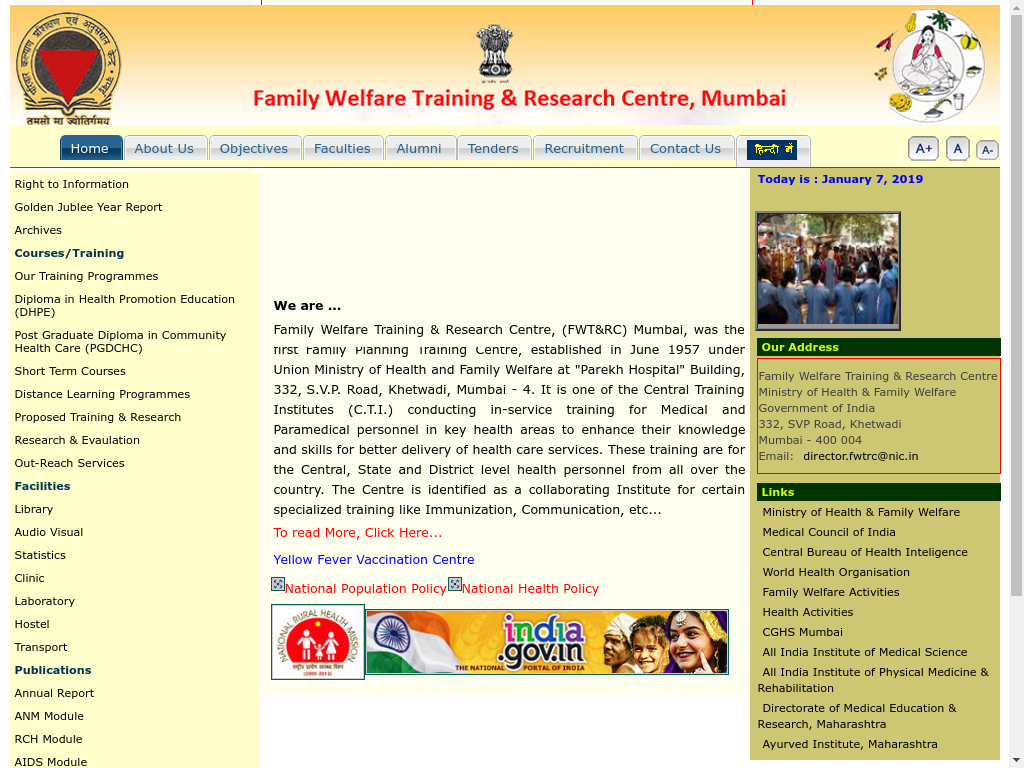 परिवार कल्याण प्रशिक्षण एवं अनुसंधान केन्द्र, मुम्बई
तमसो मा ज्योतिर्गमय
Family Welfare Training & Research Centre, Mumbai
Home
About Us
Objectives
Faculties
Alumni
Tenders
Recruitment
Contact Us
हिन्दी में
A+
A
A-
Right to Information
Golden Jublee Year Report
Archives
Courses/Training
Our Training Programmes
Diploma in Health Promotion Education
(DHPE)
Post Graduate Diploma in Community
Health Care (PGDCHC)
Short Term Courses
Distance Learning Programmes
Proposed Training & Research
Research & Evaulation
Out-Reach Services
Facilities
Library
Audio Visual
Statistics
Clinic
Laboratory
Hostel
Transport
Publications
Annual Report
ANM Module
RCH Module
AIDS Module
We are ...
Family Welfare Training & Research Centre, (FWT&RC) Mumbai, was the
first Family Planning Training Centre, established in June 1957 under
Union Ministry of Health and Family Welfare at "Parekh Hospital" Building,
332, S.V.P. Road, Khetwadi, Mumbai - 4. It is one of the Central Training
Institutes (C.T.I.) conducting in-service training for Medical and
Paramedical personnel in key health areas to enhance their knowledge
and skills for better delivery of health care services. These training are for
the Central, State and District level health personnel from all over the
country. The Centre is identified as a collaborating Institute for certain
specialized training like Immunization, Communication, etc...
To read More, Click Here...
Yellow Fever Vaccination Centre
National Population Policy
National Health Policy
NATIONAL RURAL HEALTH MISSION
राष्ट्रीय ग्रामीण स्वास्थ्य मिशन
(2005-2012)
india
.gov.in
THE NATIONAL PORTAL OF INDIA
Today is : January 7, 2019
Our Address
Family Welfare Training & Research Centre
Ministry of Health & Family Welfare
Government of India
332, SVP Road, Khetwadi
Mumbai - 400 004
Email: director.fwtrc@nic.in
Links
Ministry of Health & Family Welfare
Medical Council of India
Central Bureau of Health Inteligence
World Health Organisation
Family Welfare Activities
Health Activities
CGHS Mumbai
All India Institute of Medical Science
All India Institute of Physical Medicine &
Rehabilitation
Directorate of Medical Education &
Research, Maharashtra
Ayurved Institute, Maharashtra